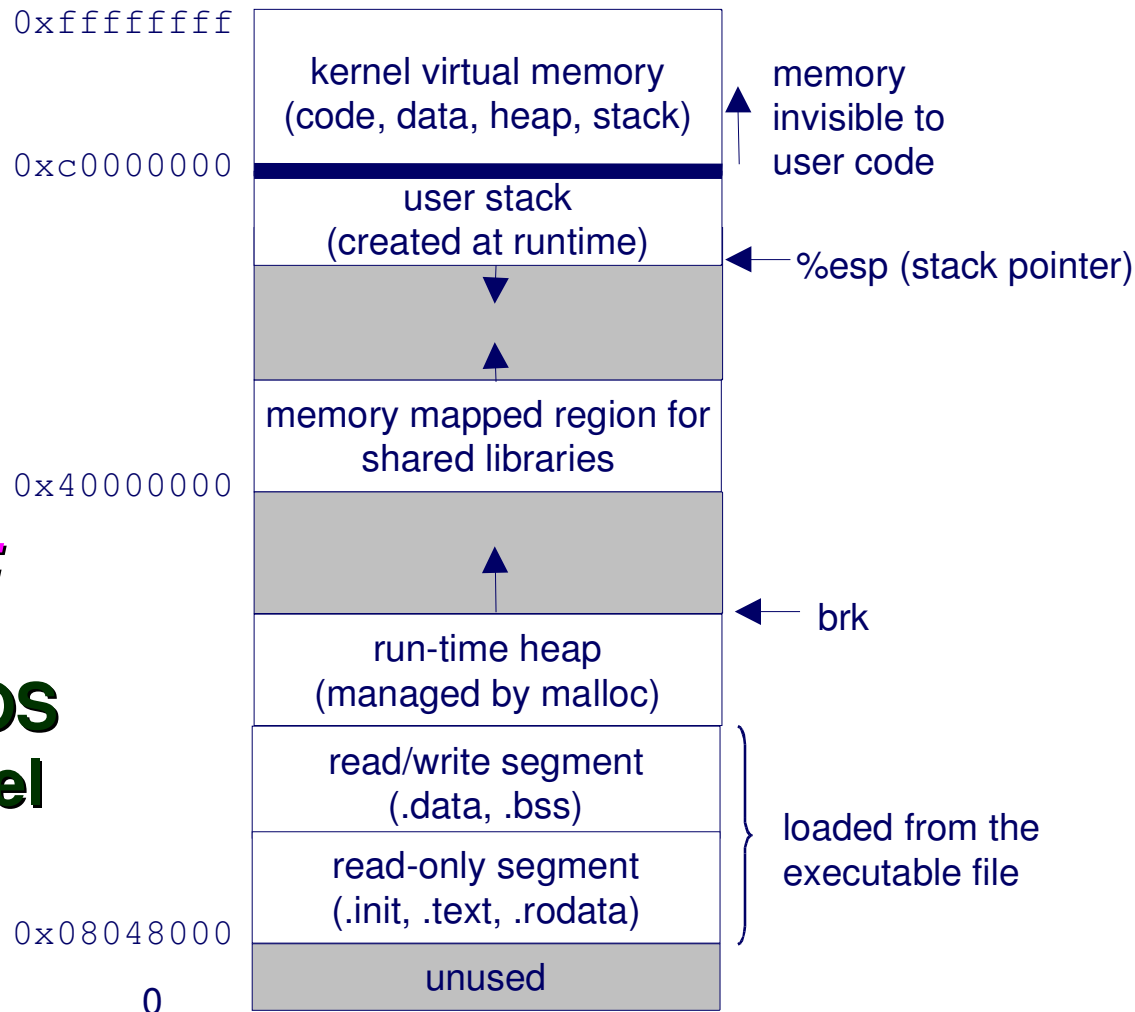 0xffffffff
kernel virtual memory
(code, data, heap, stack)
memory
invisible to
user code
0xc0000000
user stack
(created at runtime)
%esp (stack pointer)
memory mapped region for
shared libraries
0x40000000
brk
run-time heap
(managed by malloc)
read/write segment
(.data, .bss)
loaded from the
executable file
read-only segment
(.init, .text, .rodata)
0x08048000
unused
0